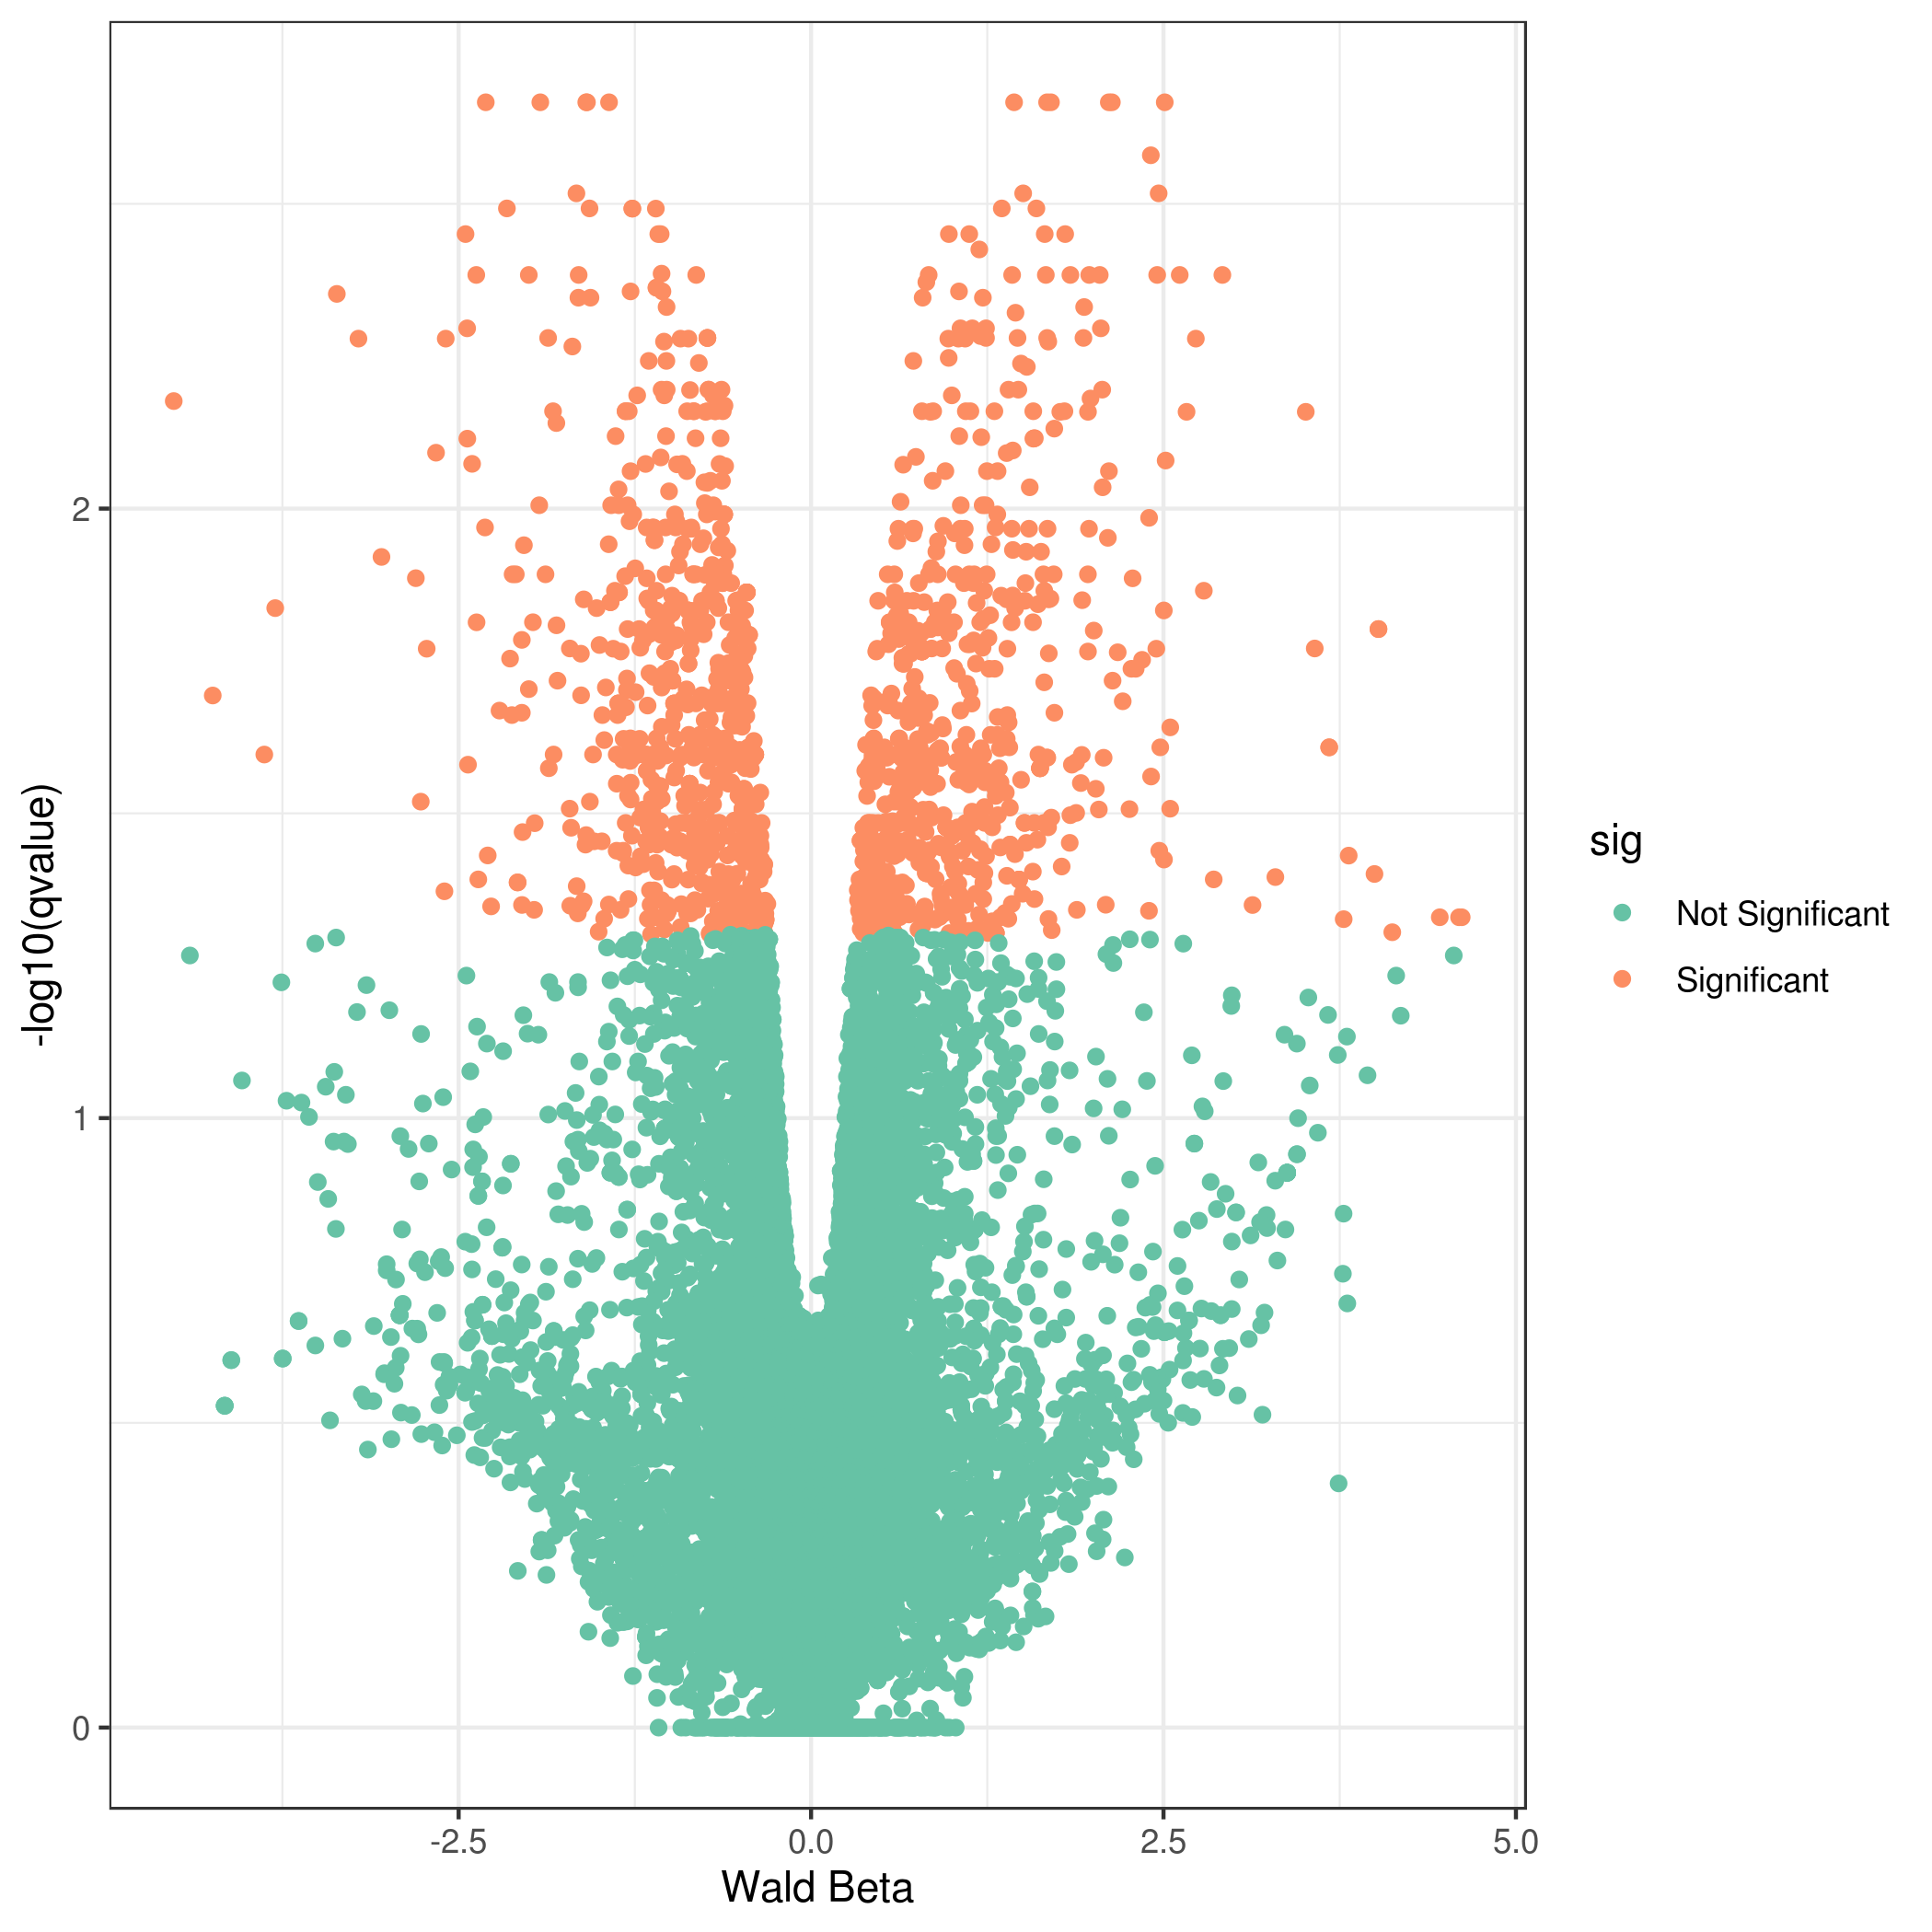 -log10(qvalue)
2
1
0
-2.5
0.0
2.5
5.0
Wald Beta
sig
Not Significant
Significant